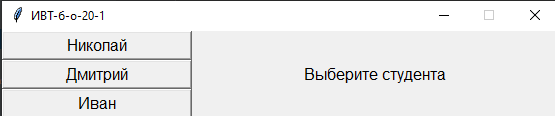 ИВТ-6-о-20-1
Николай
Дмитрий
Иван
Выберите студента